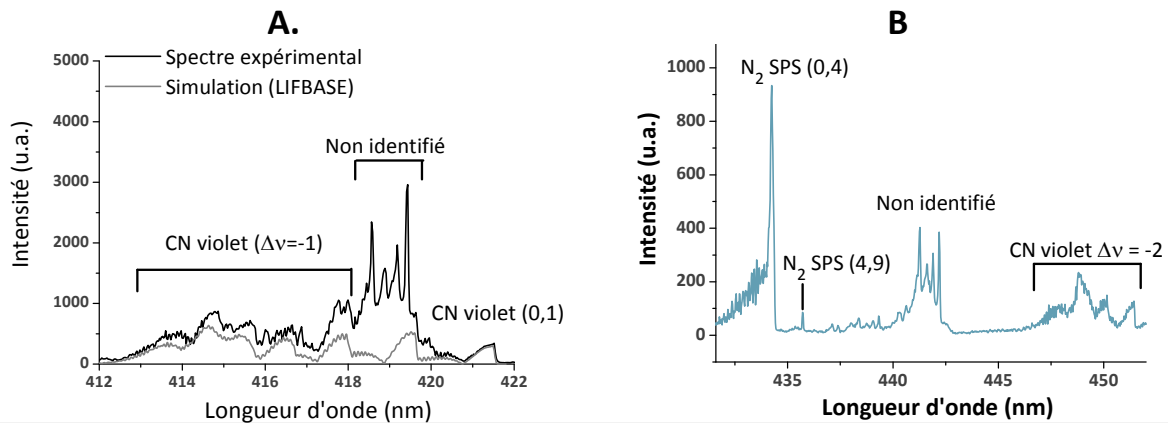 A.
Spectre expérimental
Simulation (LIFBASE)
Non identifié
CN violet (Δν=-1)
CN violet (0,1)
5000
4000
3000
2000
1000
0
412
414
416
418
420
422
Intensité (u.a.)
Longueur d'onde (nm)
B
N₂ SPS (0,4)
N₂ SPS (4,9)
Non identifié
CN violet Δν = -2
1000
800
600
400
200
0
435
440
445
450
Intensité (u.a.)
Longueur d'onde (nm)